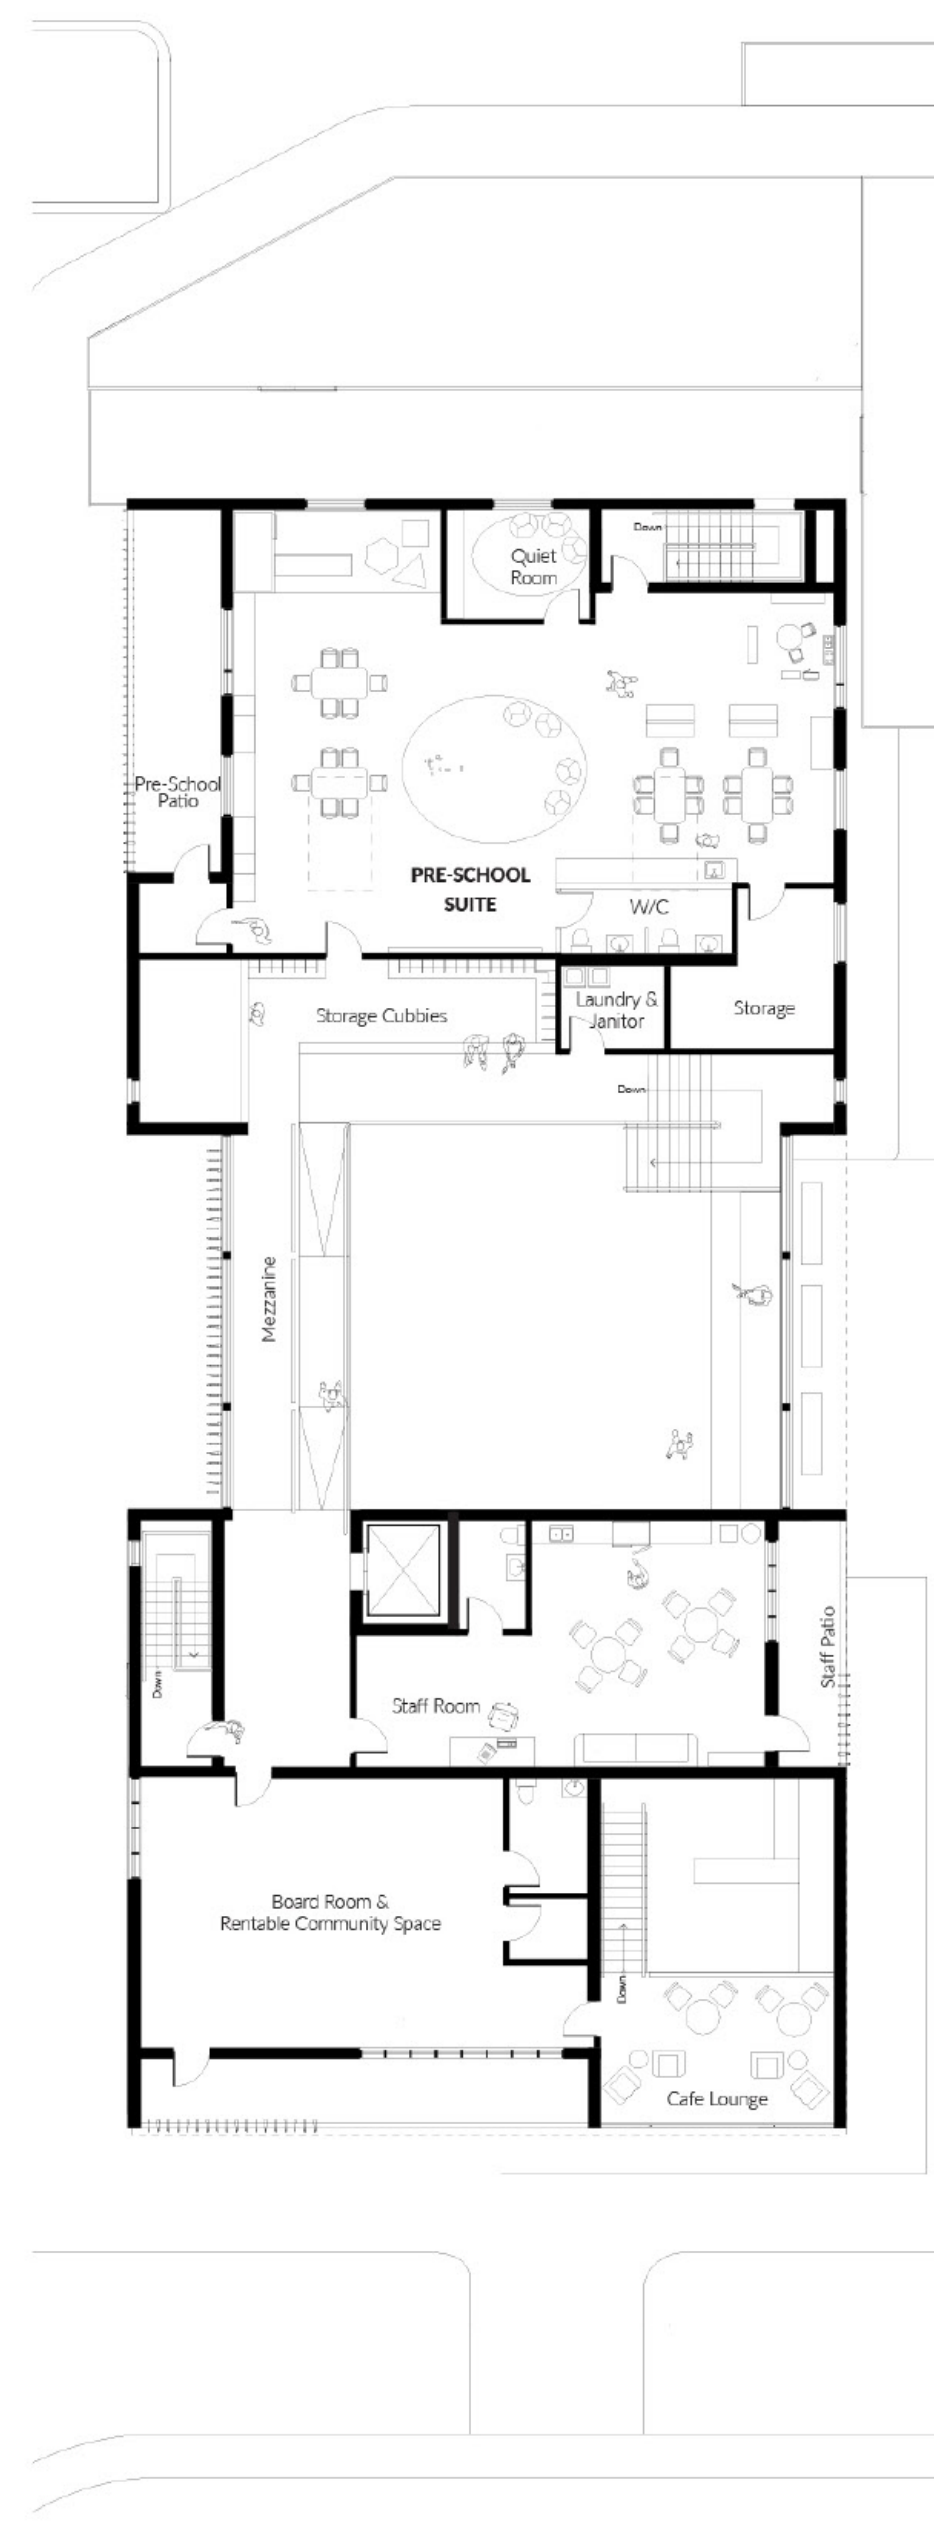 Down
Quiet
Room
Pre-School
Patio
PRE-SCHOOL
SUITE
W/C
Laundry &
Janitor
Storage
Storage Cubbies
Down
Mezzanine
Staff Patio
Down
Staff Room
Board Room &
Rentable Community Space
Down
Cafe Lounge